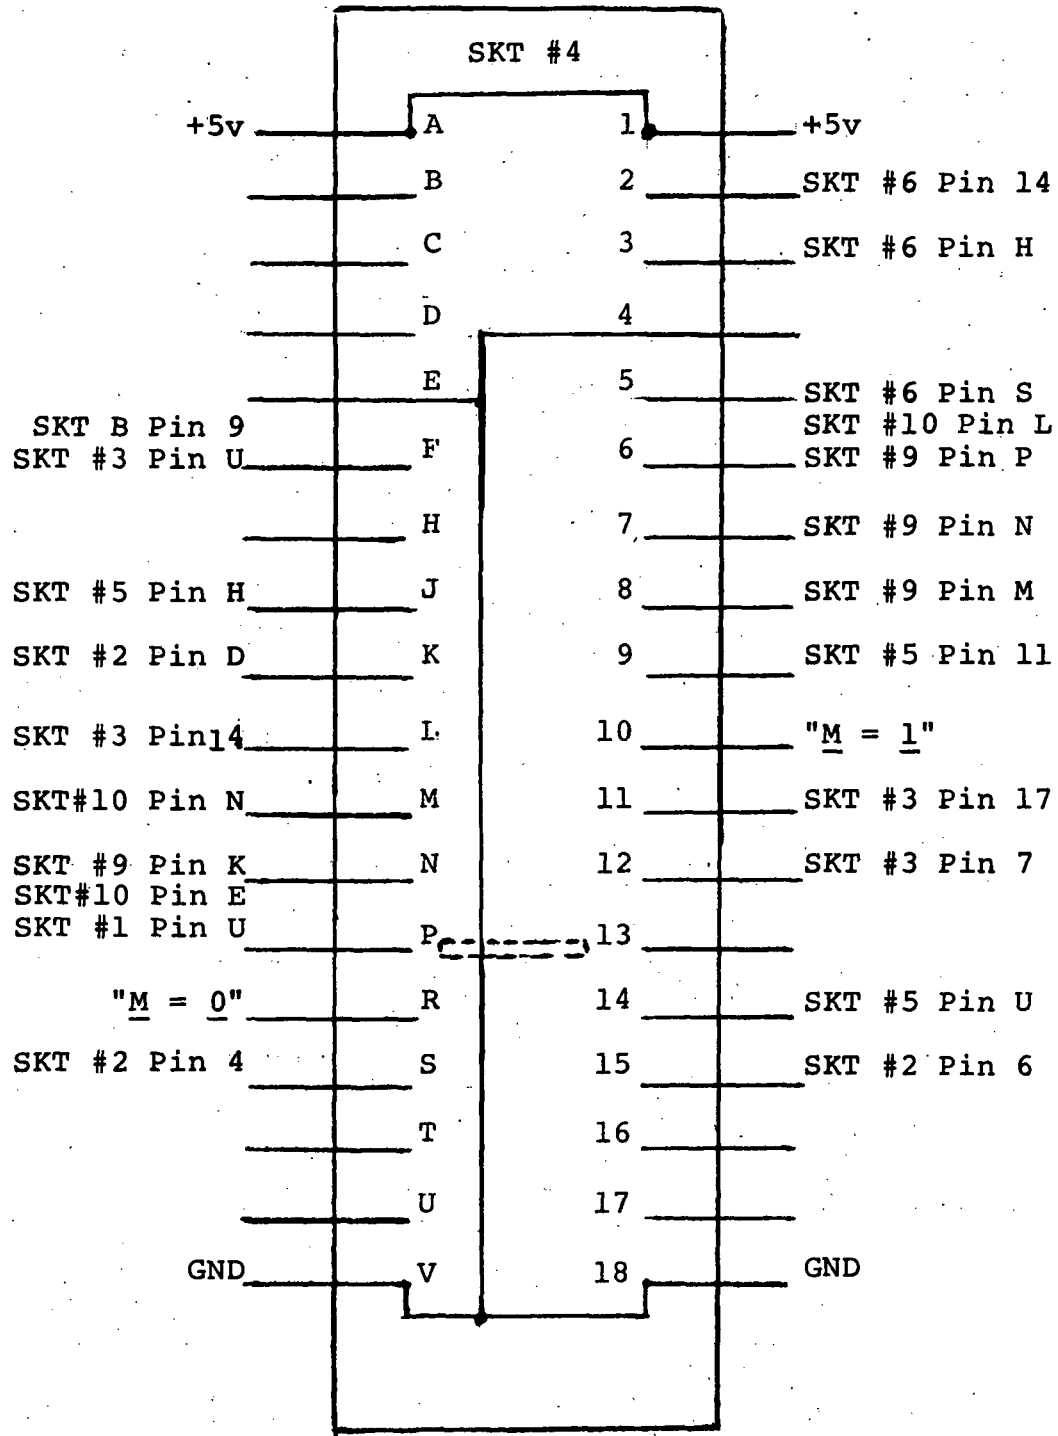 SKT #4
+5v A 1 +5v
B 2 SKT #6 Pin 14
C 3 SKT #6 Pin H
D 4
E 5 SKT #6 Pin S
SKT B Pin 9 SKT #10 Pin L
SKT #3 Pin U F 6 SKT #9 Pin P
H 7 SKT #9 Pin N
SKT #5 Pin H J 8 SKT #9 Pin M
SKT #2 Pin D K 9 SKT #5 Pin 11
SKT #3 Pin14 L 10 "M = 1"
SKT#10 Pin N M 11 SKT #3 Pin 17
SKT #9 Pin K N 12 SKT #3 Pin 7
SKT#10 Pin E
SKT #1 Pin U P 13
"M = 0" R 14 SKT #5 Pin U
SKT #2 Pin 4 S 15 SKT #2 Pin 6
T 16
U 17
GND V 18 GND